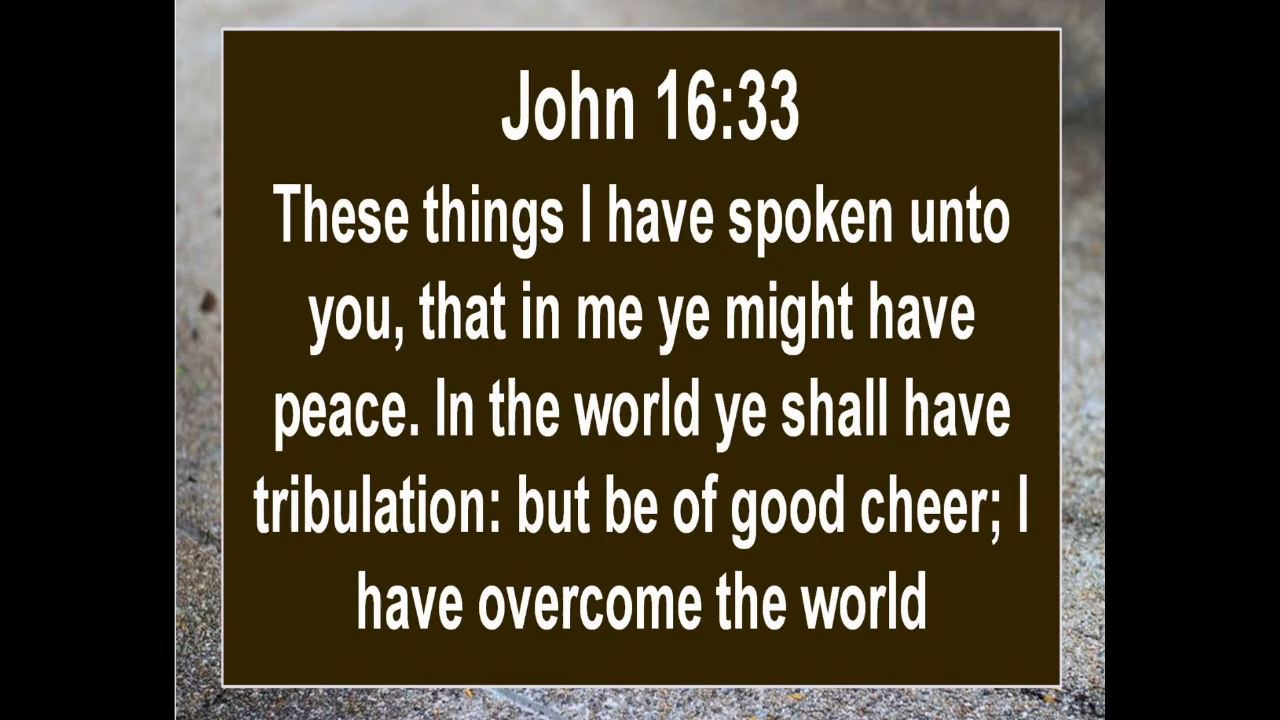 John 16:33
These things I have spoken unto
you, that in me ye might have
peace. In the world ye shall have
tribulation: but be of good cheer; I
have overcome the world